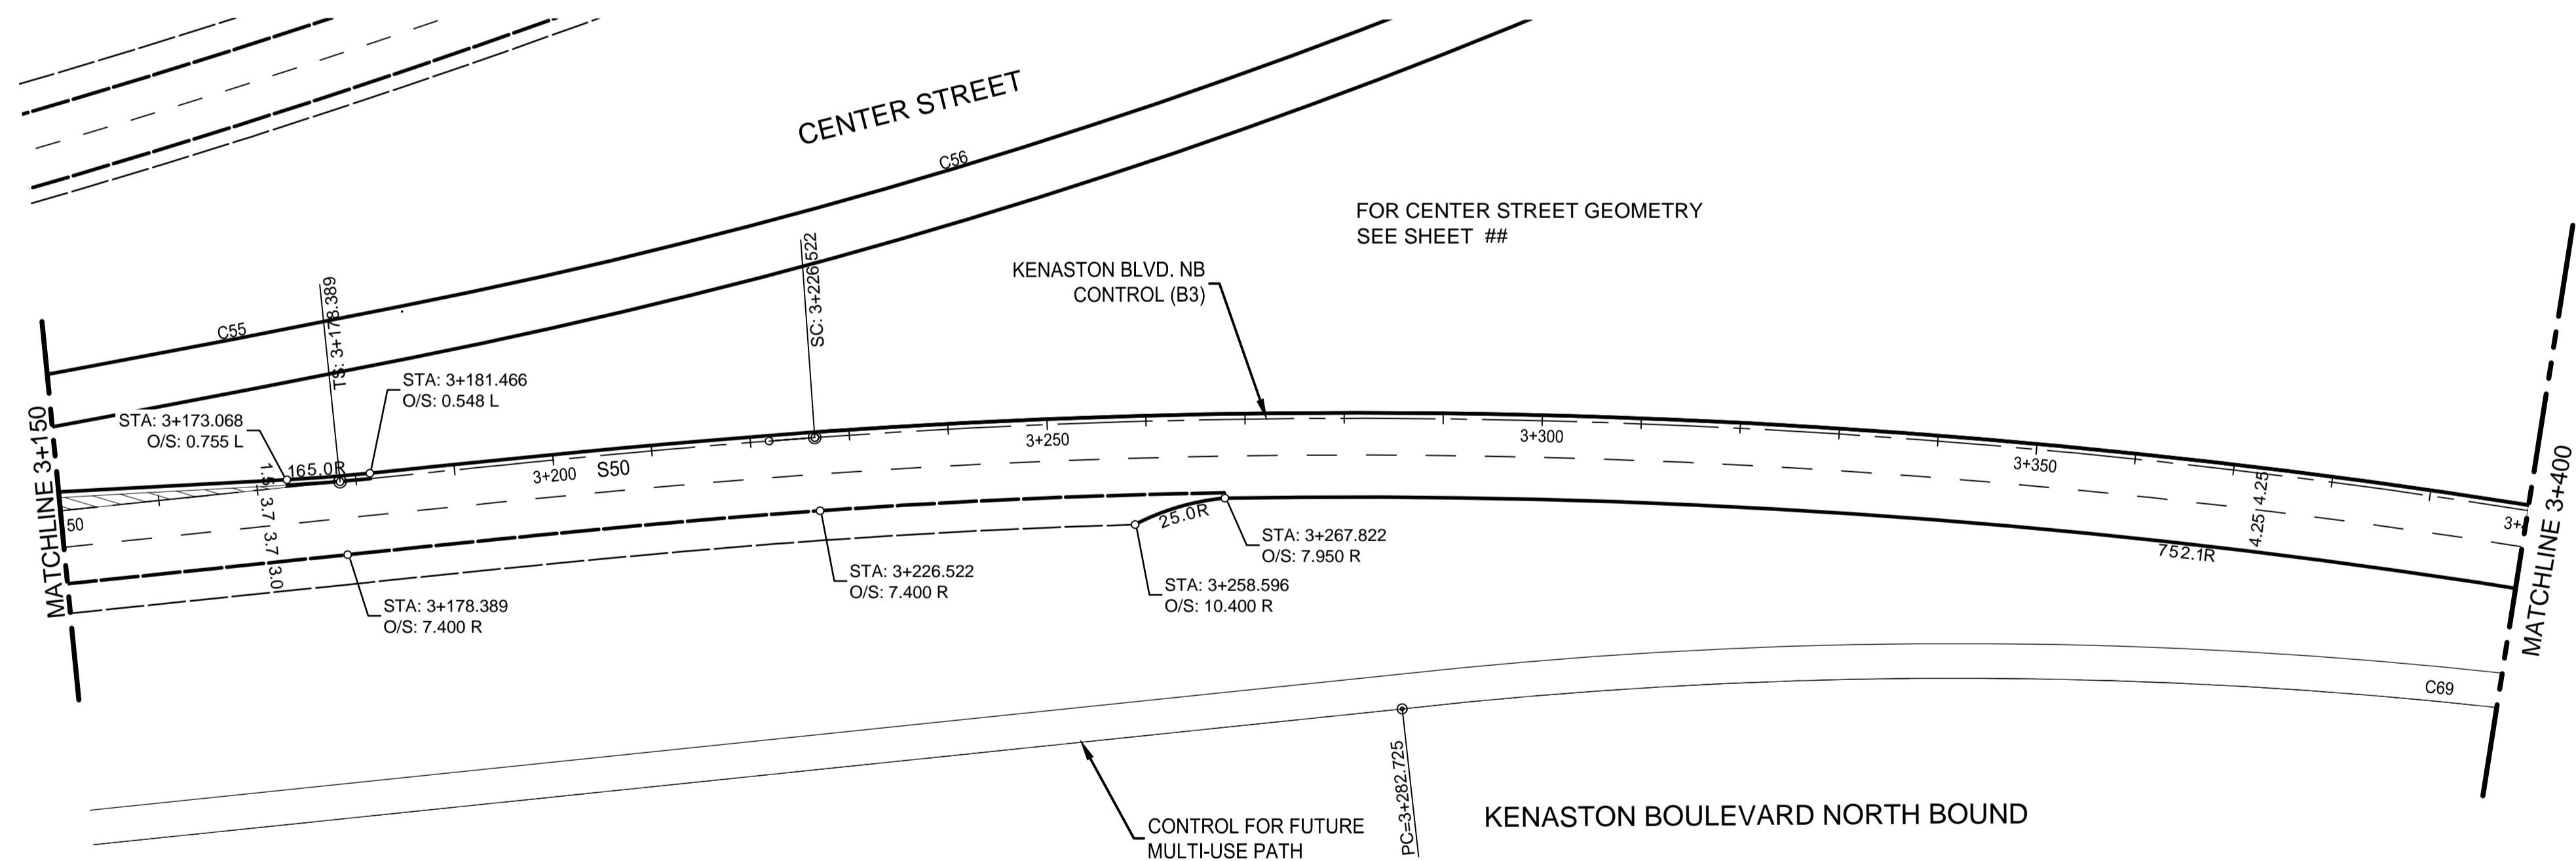 CENTER STREET
C56
FOR CENTER STREET GEOMETRY
SEE SHEET ##
KENASTON BLVD. NB
CONTROL (B3)
C55
TS: 3+178.389
SC: 3+226.522
STA: 3+181.466
O/S: 0.548 L
STA: 3+173.068
O/S: 0.755 L
MATCHLINE 3+150
165.0R
3+200
S50
3+250
3+300
3+350
50
3.7
3.7
3.0
4.25
4.25
25.0R
STA: 3+267.822
O/S: 7.950 R
752.1R
MATCHLINE 3+400
STA: 3+226.522
O/S: 7.400 R
STA: 3+258.596
O/S: 10.400 R
STA: 3+178.389
O/S: 7.400 R
C69
PC=3+282.725
KENASTON BOULEVARD NORTH BOUND
CONTROL FOR FUTURE
MULTI-USE PATH